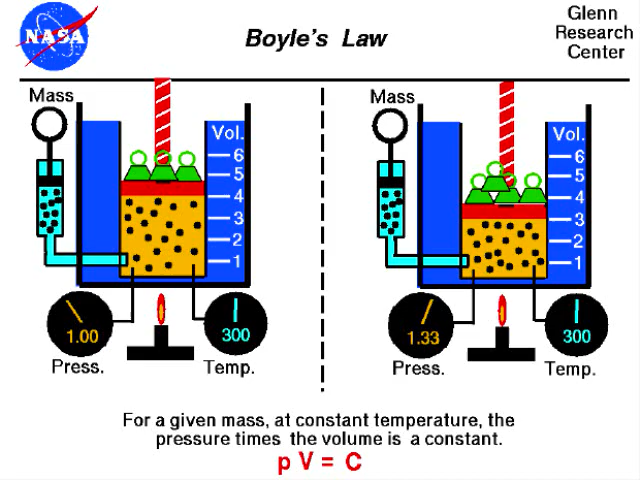 NASA
Boyle's Law
Glenn
Research
Center
Mass
Vol.
6
5
4
3
2
1
1.00
300
Press.
Temp.
Mass
Vol.
6
5
4
3
2
1
1.33
300
Press.
Temp.
For a given mass, at constant temperature, the
pressure times the volume is a constant.
p V = C